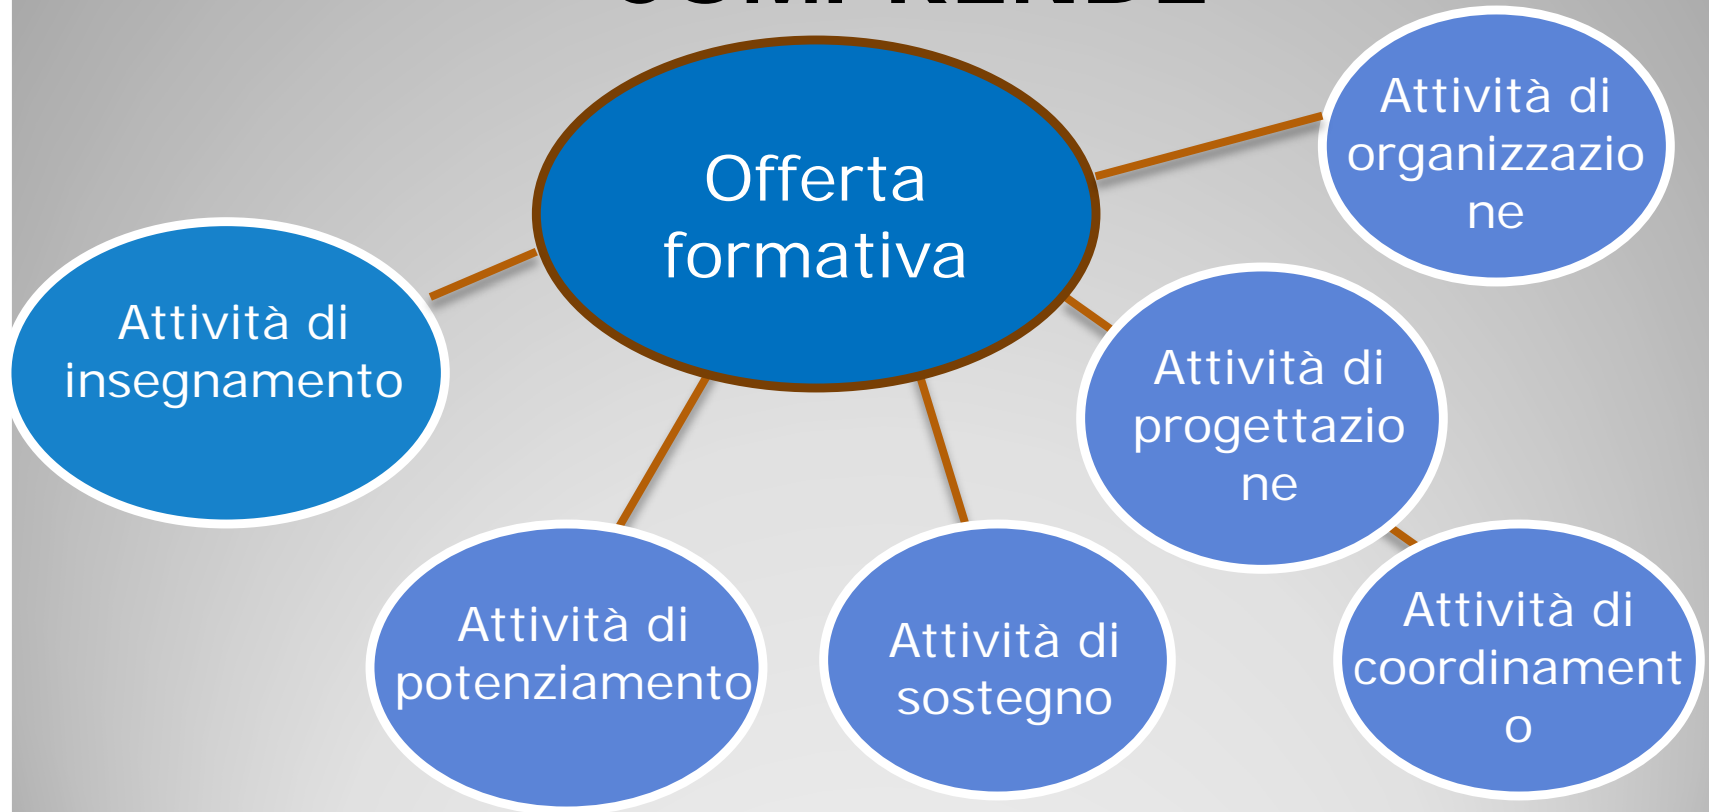 COMPRENDE
Offerta
formativa
Attività di
organizzazio
ne
Attività di
insegnamento
Attività di
progettazio
ne
Attività di
potenziamento
Attività di
sostegno
Attività di
coordinament
o